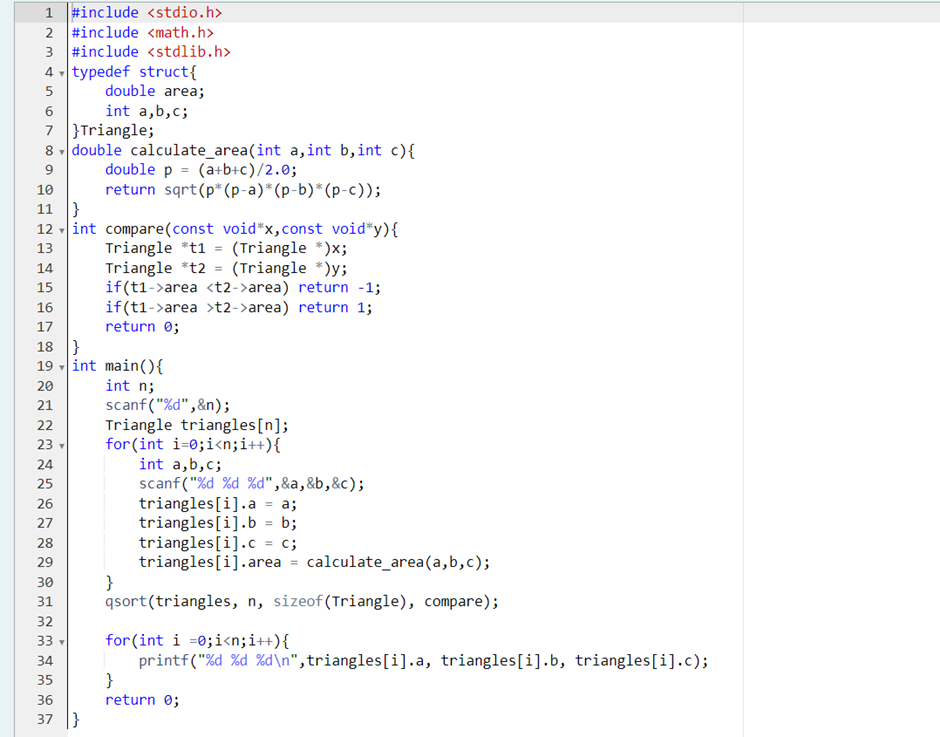 1 #include <stdio.h>
2 #include <math.h>
3 #include <stdlib.h>
4 typedef struct{
5     double area;
6     int a,b,c;
7 }Triangle;
8 double calculate_area(int a,int b,int c){
9     double p = (a+b+c)/2.0;
10     return sqrt(p*(p-a)*(p-b)*(p-c));
11 }
12 int compare(const void*x,const void*y){
13     Triangle *t1 = (Triangle *)x;
14     Triangle *t2 = (Triangle *)y;
15     if(t1->area <t2->area) return -1;
16     if(t1->area >t2->area) return 1;
17     return 0;
18 }
19 int main(){
20     int n;
21     scanf("%d",&n);
22     Triangle triangles[n];
23     for(int i=0;i<n;i++){
24         int a,b,c;
25         scanf("%d %d %d",&a,&b,&c);
26         triangles[i].a = a;
27         triangles[i].b = b;
28         triangles[i].c = c;
29         triangles[i].area = calculate_area(a,b,c);
30     }
31     qsort(triangles, n, sizeof(Triangle), compare);
32
33     for(int i =0;i<n;i++){
34         printf("%d %d %d\n",triangles[i].a, triangles[i].b, triangles[i].c);
35     }
36     return 0;
37 }